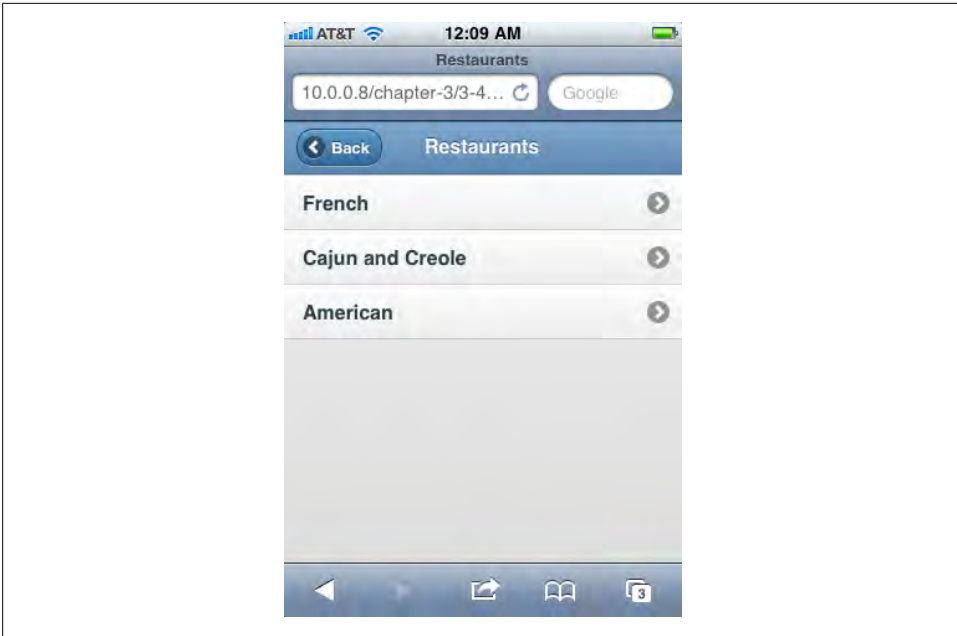 AT&T 12:09 AM
Restaurants
10.0.0.8/chapter-3/3-4... Google
Back Restaurants
French
Cajun and Creole
American
3